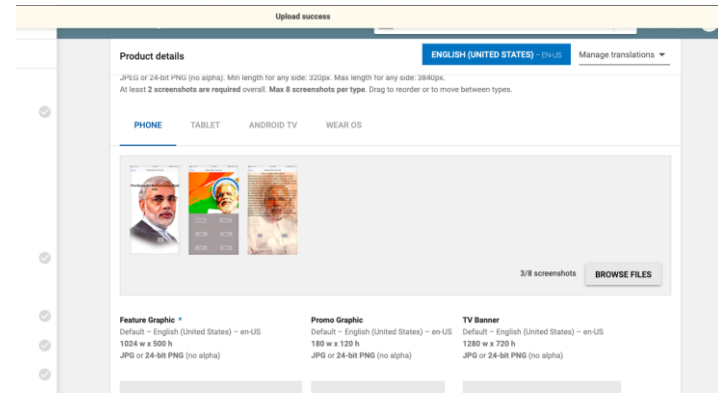 Upload success
Product details
ENGLISH (UNITED STATES) – EN-US
Manage translations
JPEG or 24-bit PNG (no alpha). Min length for any side: 320px. Max length for any side: 3840px.
At least 2 screenshots are required overall. Max 8 screenshots per type. Drag to reorder or to move between types.
PHONE TABLET ANDROID TV WEAR OS
3/8 screenshots
BROWSE FILES
Feature Graphic *
Default – English (United States) – en-US
1024 w x 500 h
JPG or 24-bit PNG (no alpha)
Promo Graphic
Default – English (United States) – en-US
180 w x 120 h
JPG or 24-bit PNG (no alpha)
TV Banner
Default – English (United States) – en-US
1280 w x 720 h
JPG or 24-bit PNG (no alpha)